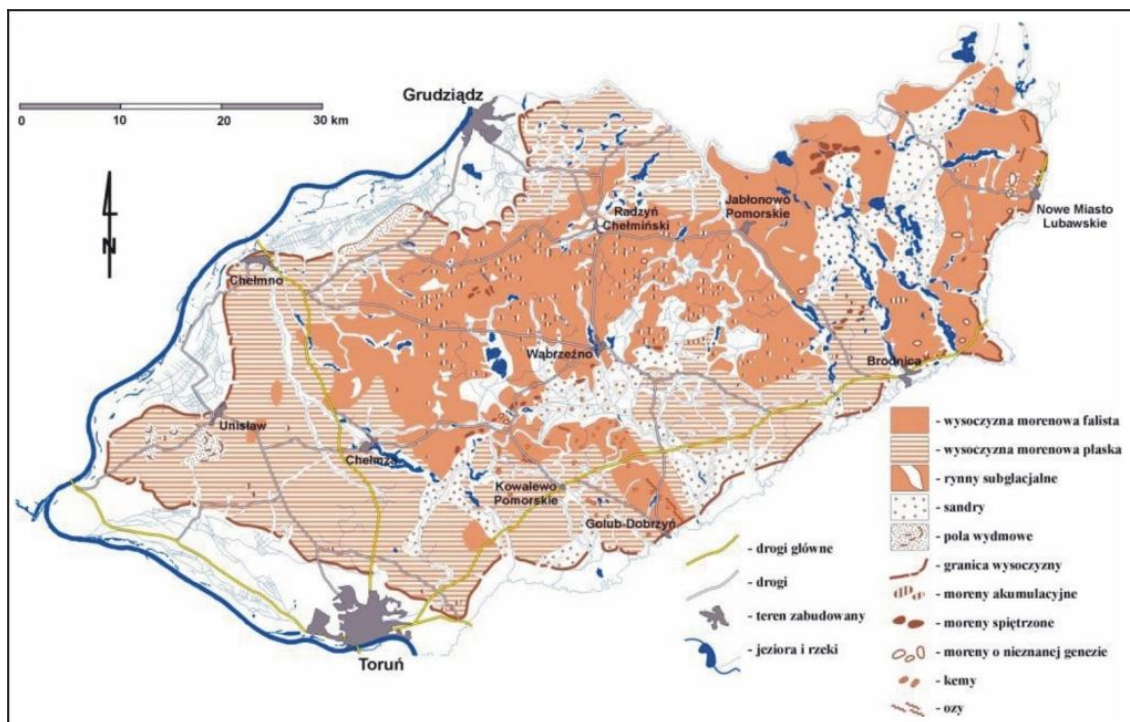 Grudziądz
0 10 20 30 km
N
Radzyń
Chełmiński
Jabłonowo
Pomorskie
Nowe Miasto
Lubawskie
Chełmno
Wąbrzeźno
Brodnica
Unisław
Chełmża
Kowalewo
Pomorskie
Golub-Dobrzyń
Toruń
- drogi główne
- drogi
- teren zabudowany
- jeziora i rzeki
- wysoczyzna morenowa falista
- wysoczyzna morenowa płaska
- rynny subglacjalne
- sandry
- pola wydmowe
- granica wysoczyzny
- moreny akumulacyjne
- moreny spiętrzone
- moreny o nieznanej genezie
- kemy
- ozy